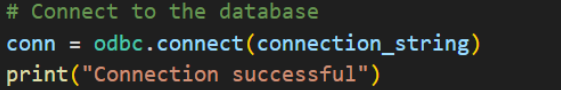 # Connect to the database
conn = odbc.connect(connection_string)
print("Connection successful")